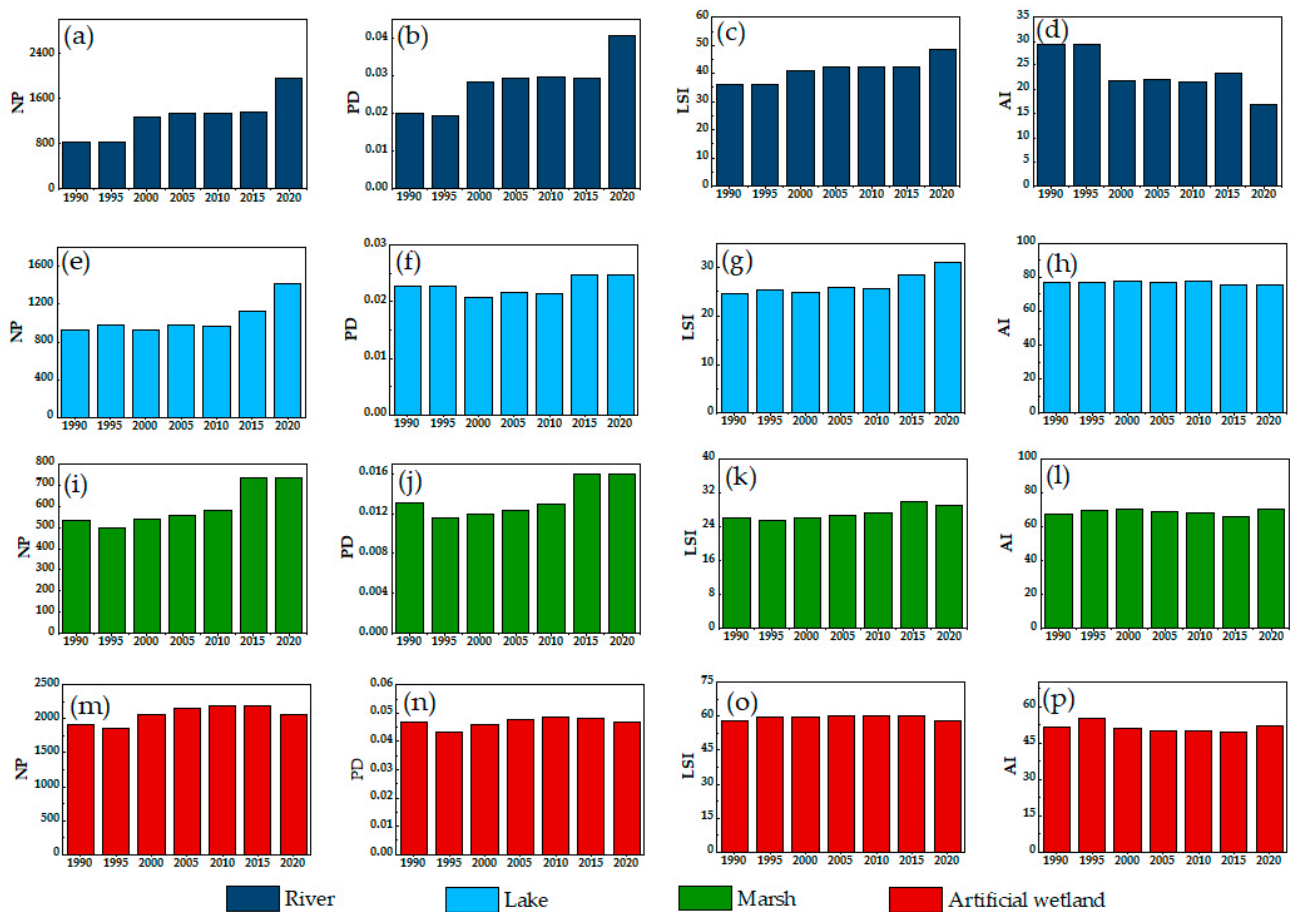 (a)
NP
2400
1600
800
0
1990 1995 2000 2005 2010 2015 2020
(b)
PD
0.04
0.03
0.02
0.01
0.00
1990 1995 2000 2005 2010 2015 2020
(c)
LSI
60
50
40
30
20
10
0
1990 1995 2000 2005 2010 2015 2020
(d)
AI
35
30
25
20
15
10
5
0
1990 1995 2000 2005 2010 2015 2020
(e)
NP
1600
1200
800
400
0
1990 1995 2000 2005 2010 2015 2020
(f)
PD
0.03
0.02
0.01
0.00
1990 1995 2000 2005 2010 2015 2020
(g)
LSI
30
20
10
0
1990 1995 2000 2005 2010 2015 2020
(h)
AI
100
80
60
40
20
0
1990 1995 2000 2005 2010 2015 2020
(i)
NP
800
700
600
500
400
300
200
100
0
1990 1995 2000 2005 2010 2015 2020
(j)
PD
0.016
0.012
0.008
0.004
0.000
1990 1995 2000 2005 2010 2015 2020
(k)
LSI
40
32
24
16
8
0
1990 1995 2000 2005 2010 2015 2020
(l)
AI
100
80
60
40
20
0
1990 1995 2000 2005 2010 2015 2020
(m)
NP
2500
2000
1500
1000
500
0
1990 1995 2000 2005 2010 2015 2020
(n)
PD
0.06
0.05
0.04
0.03
0.02
0.01
0.00
1990 1995 2000 2005 2010 2015 2020
(o)
LSI
75
60
45
30
15
0
1990 1995 2000 2005 2010 2015 2020
(p)
AI
60
45
30
15
0
1990 1995 2000 2005 2010 2015 2020
River Lake Marsh Artificial wetland